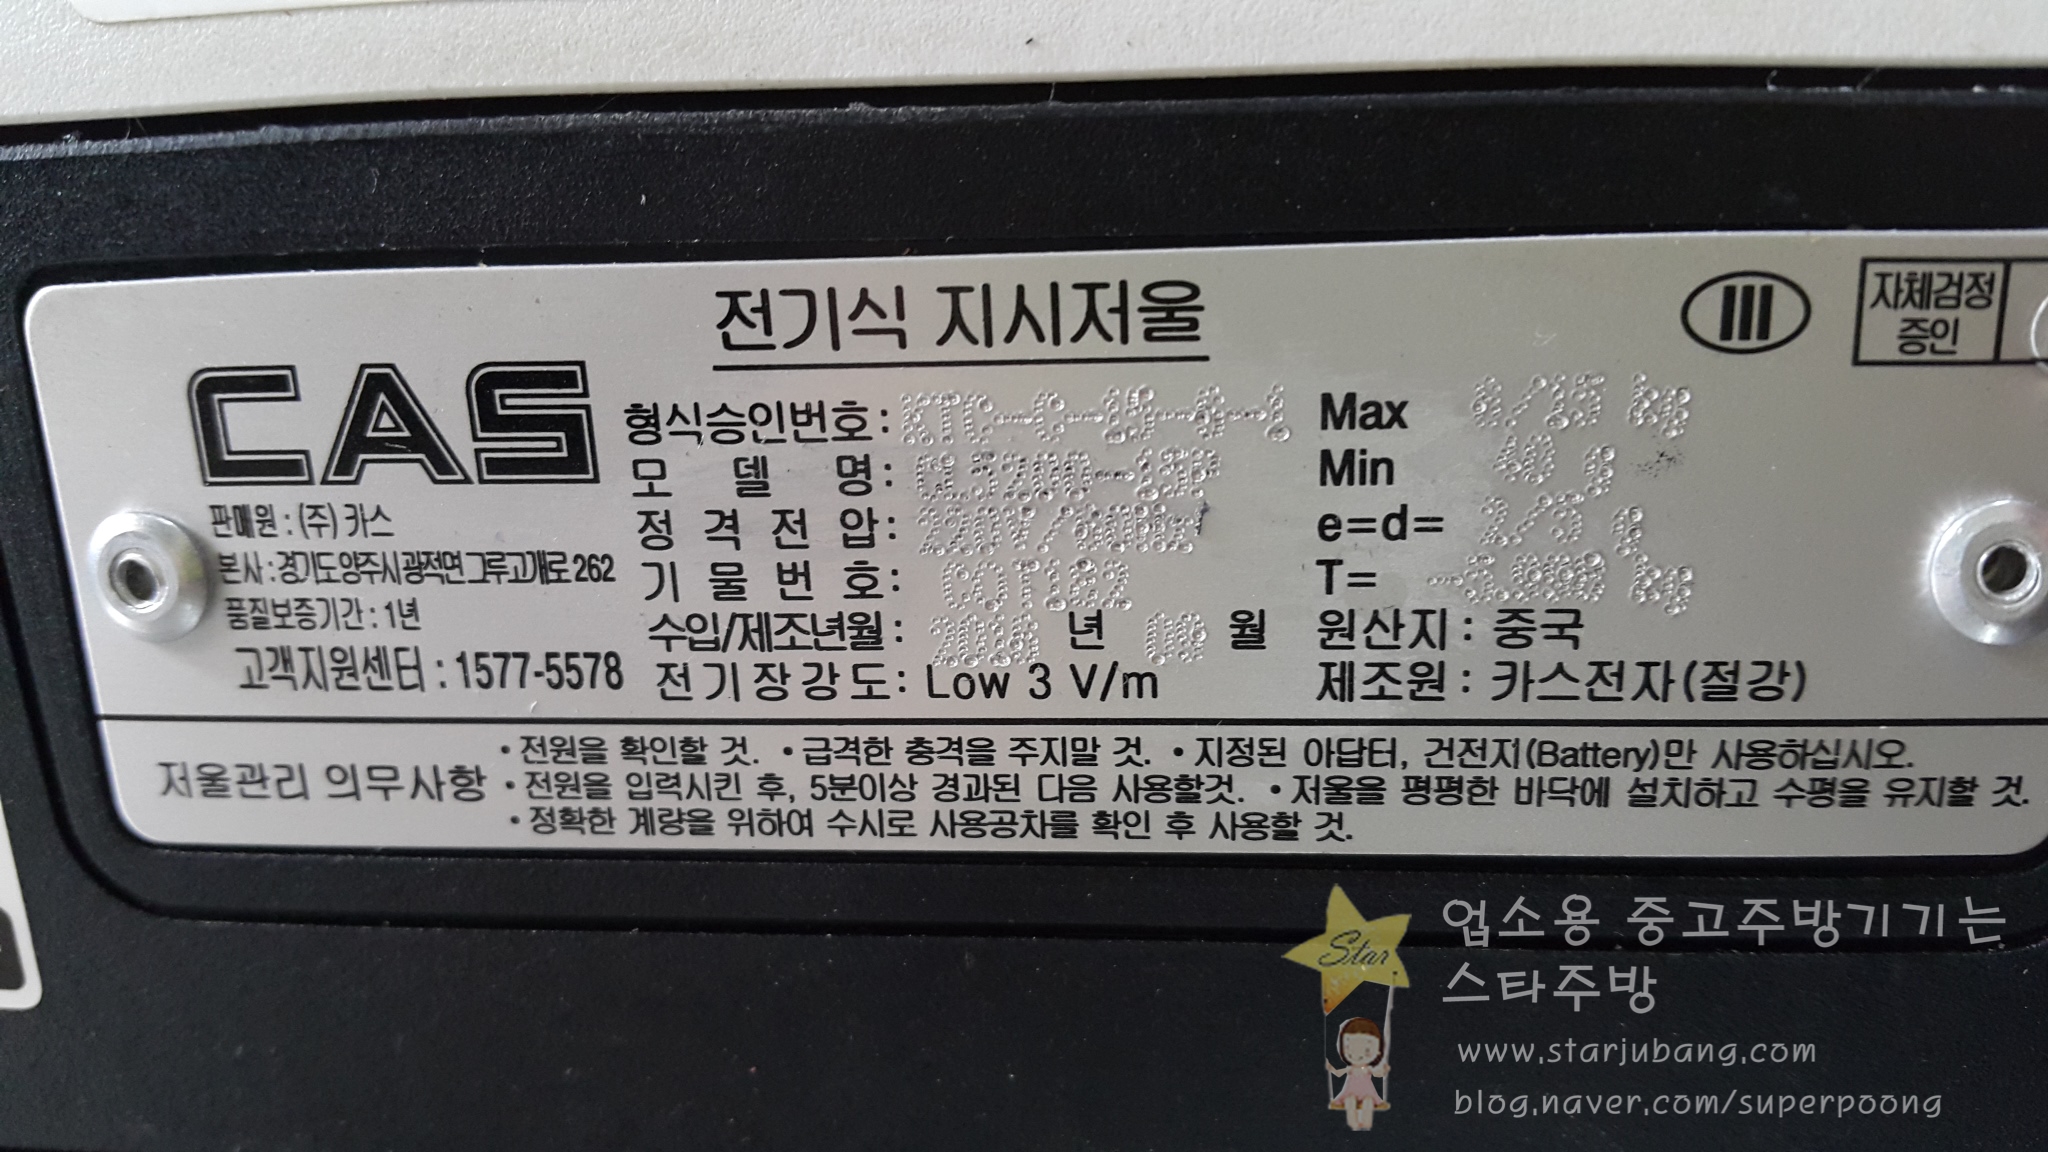 전기식 지시저울
III
자체검정
증인
CAS
판매원 : (주) 카스
본사 : 경기도 양주시 광적면 그루고개로 262
품질보증기간 : 1년
고객지원센터 : 1577-5578
형식승인번호 :
모델명 : CL5200-15P
정격전압 : 220V/60Hz
기물번호 :
수입/제조년월 : 년 월
전기장강도 : Low 3 V/m
Max kg
Min 40 g
e=d= g
T= kg
원산지 : 중국
제조원 : 카스전자(절강)
저울관리 의무사항
• 전원을 확인할 것. • 급격한 충격을 주지말 것. • 지정된 아답터, 건전지(Battery)만 사용하십시오.
• 전원을 입력시킨 후, 5분이상 경과된 다음 사용할것. • 저울을 평평한 바닥에 설치하고 수평을 유지할 것.
• 정확한 계량을 위하여 수시로 사용공차를 확인 후 사용할 것.
Star
업소용 중고주방기기는
스타주방
www.starjubang.com
blog.naver.com/superpoong